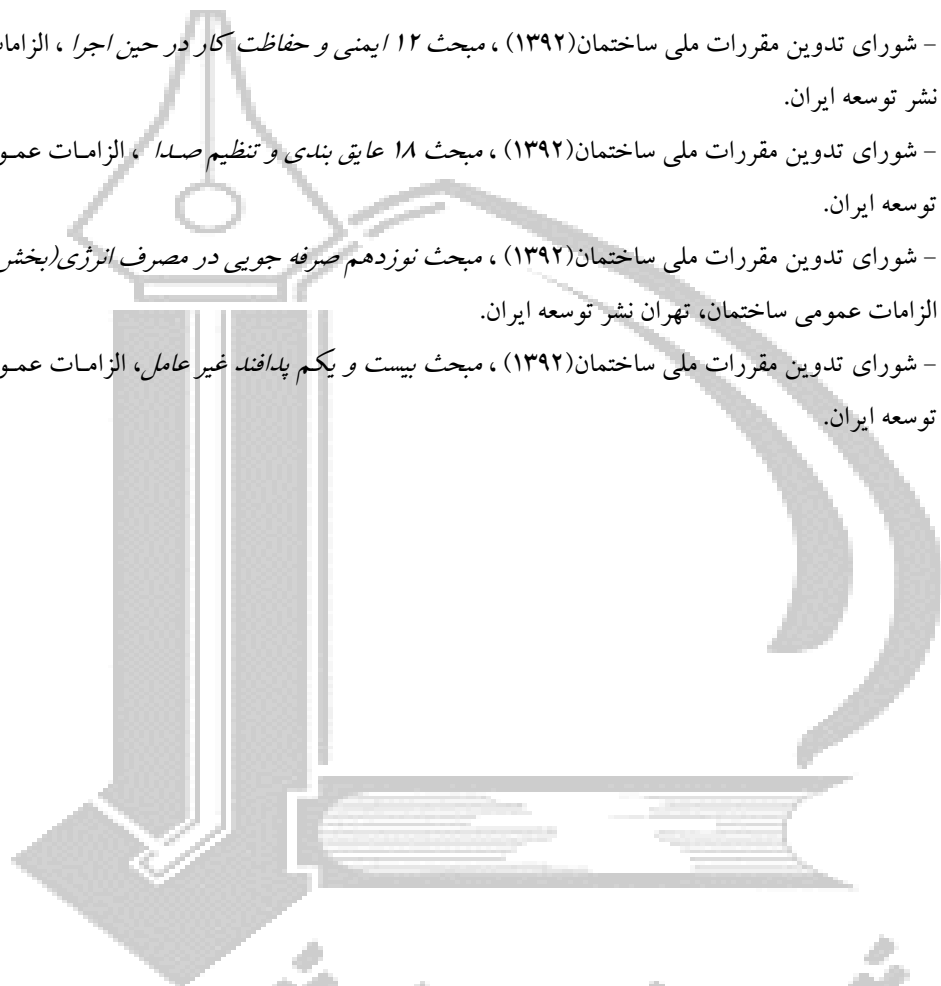 - شورای تدوین مقررات ملی ساختمان(۱۳۹۲) ، مبحث ۱۲ ایمنی و حفاظت کار در حین اجرا ، الزامات
نشر توسعه ایران.
- شورای تدوین مقررات ملی ساختمان(۱۳۹۲) ، مبحث ۱۸ عایق بندی و تنظیم صدا ، الزامات عمو
توسعه ایران.
- شورای تدوین مقررات ملی ساختمان(۱۳۹۲) ، مبحث نوزدهم صرفه جویی در مصرف انرژی(بخش
الزامات عمومی ساختمان، تهران نشر توسعه ایران.
- شورای تدوین مقررات ملی ساختمان(۱۳۹۲) ، مبحث بیست و یکم پدافند غیر عامل، الزامات عمو
توسعه ایران.